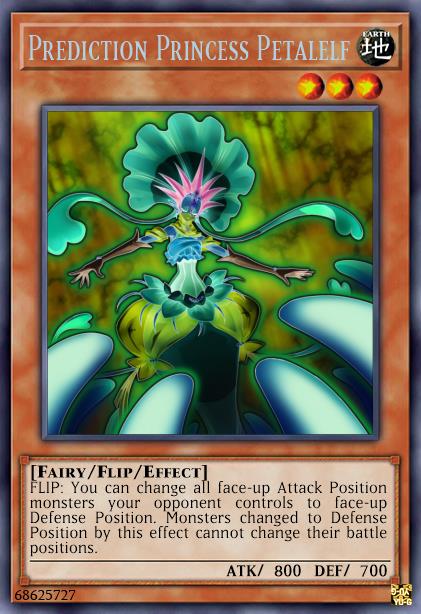 PREDICTION PRINCESS PETALELF
EARTH
地
[FAIRY/FLIP/EFFECT]
FLIP: You can change all face-up Attack Position
monsters your opponent controls to face-up
Defense Position. Monsters changed to Defense
Position by this effect cannot change their battle
positions.
ATK/ 800 DEF/ 700
68625727